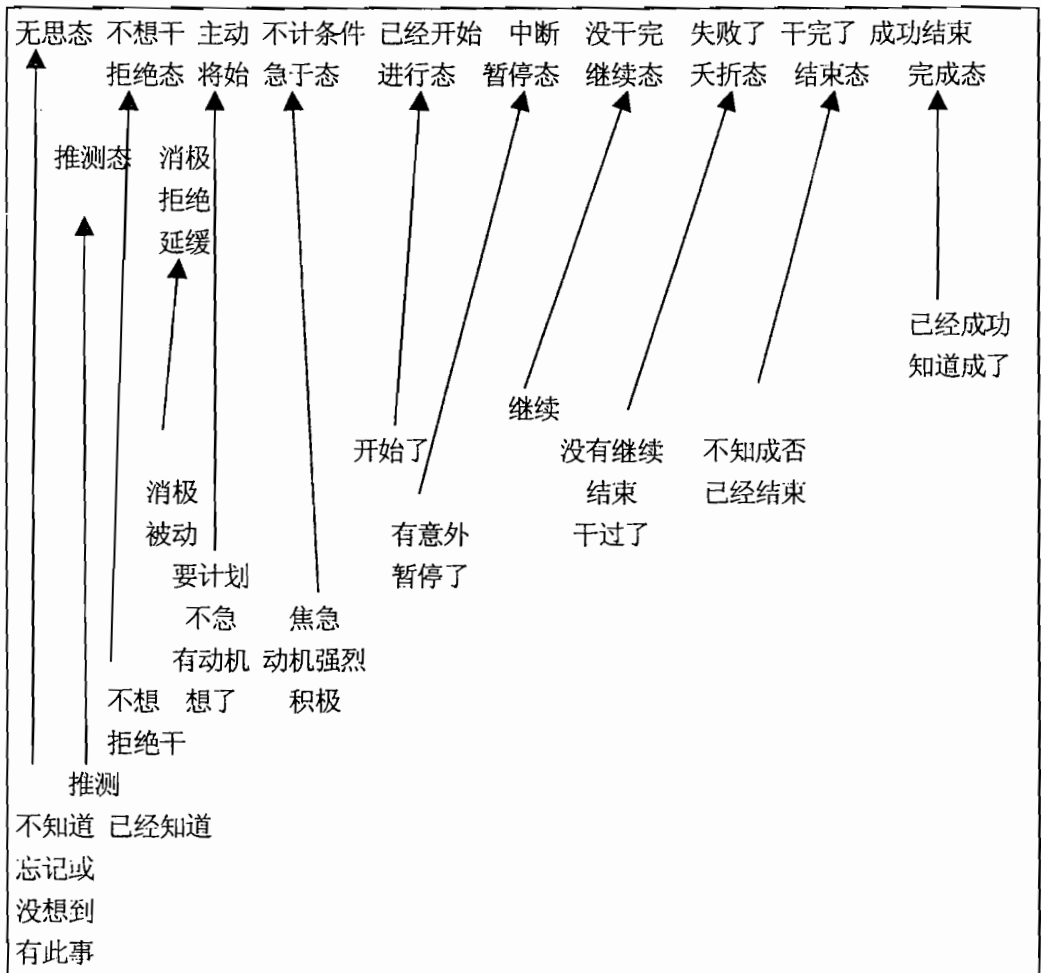 无思态 不想干 主动 不计条件 已经开始 中断 没干完 失败了 干完了 成功结束
拒绝态 将始 急于态 进行态 暂停态 继续态 夭折态 结束态 完成态
推测态 消极
拒绝
延缓
已经成功
知道成了
继续
开始了 没有继续 不知成否
消极 结束 已经结束
被动 有意外 干过了
要计划 暂停了
不急 焦急
有动机 动机强烈
不想 想了 积极
拒绝干
推测
不知道 已经知道
忘记或
没想到
有此事